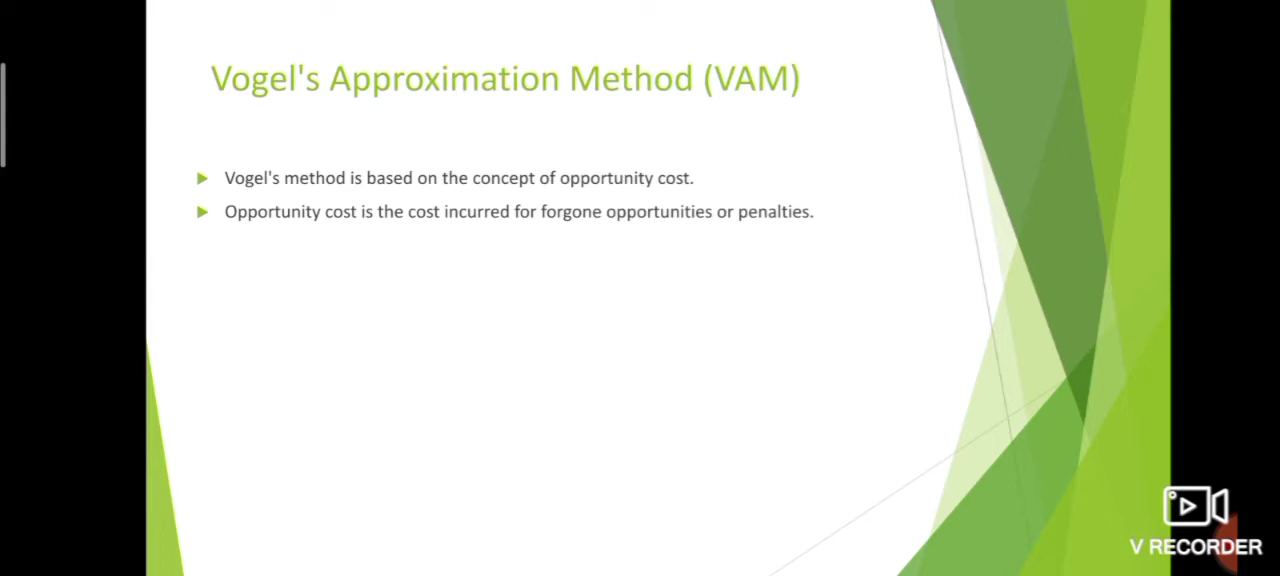 Vogel's Approximation Method (VAM)
Vogel's method is based on the concept of opportunity cost.
Opportunity cost is the cost incurred for forgone opportunities or penalties.
V RECORDER